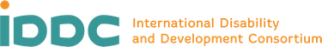 iDDC
International Disability
and Development Consortium